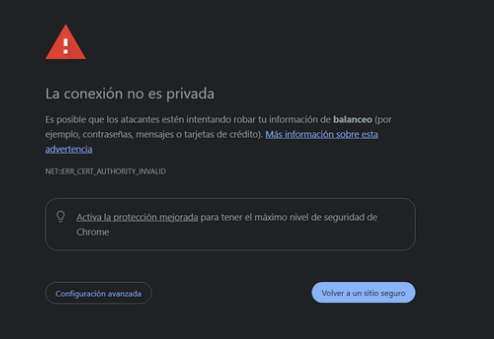 La conexión no es privada
Es posible que los atacantes estén intentando robar tu información de balanceo (por
ejemplo, contraseñas, mensajes o tarjetas de crédito). Más información sobre esta
advertencia
NET::ERR_CERT_AUTHORITY_INVALID
Activa la protección mejorada para tener el máximo nivel de seguridad de
Chrome
Configuración avanzada
Volver a un sitio seguro